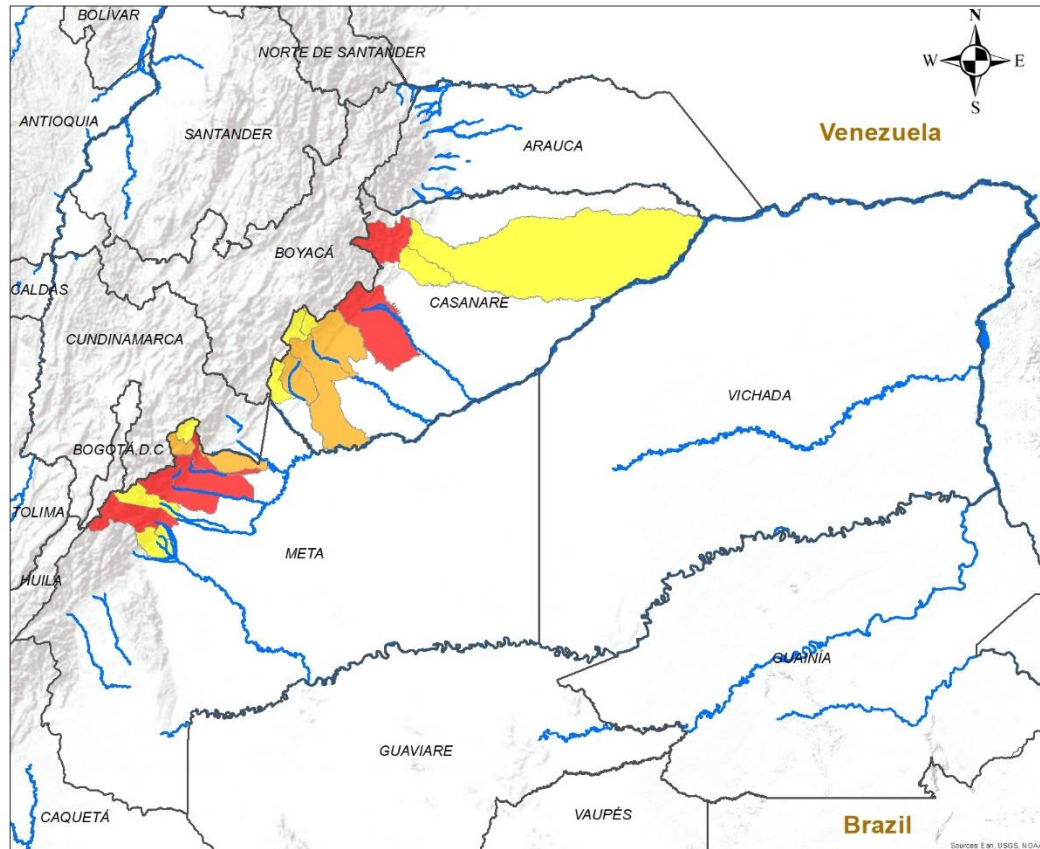 BOLÍVAR
NORTE DE SANTANDER
N
W
E
S
ANTIOQUIA
SANTANDER
ARAUCA
Venezuela
BOYACÁ
CALDAS
CASANARE
CUNDINAMARCA
VICHADA
BOGOTÁ.D.C
TOLIMA
META
HUILA
GUAINÍA
GUAVIARE
CAQUETÁ
VAUPÉS
Brazil
Sources: Esri, USGS, NOAA